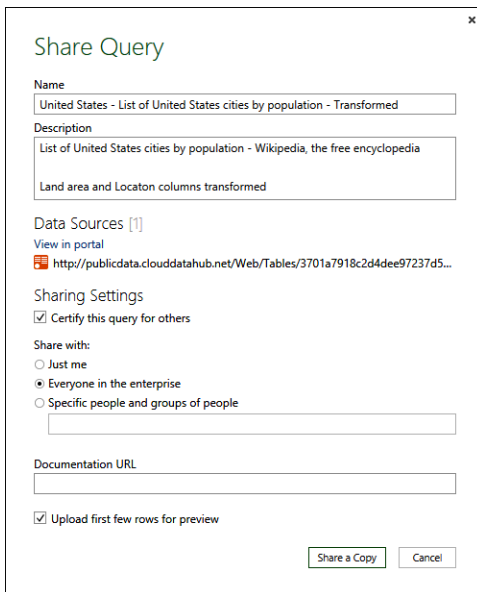 Share Query
Name
United States - List of United States cities by population - Transformed
Description
List of United States cities by population - Wikipedia, the free encyclopedia
Land area and Locaton columns transformed
Data Sources [1]
View in portal
http://publicdata.clouddatahub.net/Web/Tables/3701a7918c2d4dee97237d5...
Sharing Settings
Certify this query for others
Share with:
Just me
Everyone in the enterprise
Specific people and groups of people
Documentation URL
Upload first few rows for preview
Share a Copy Cancel